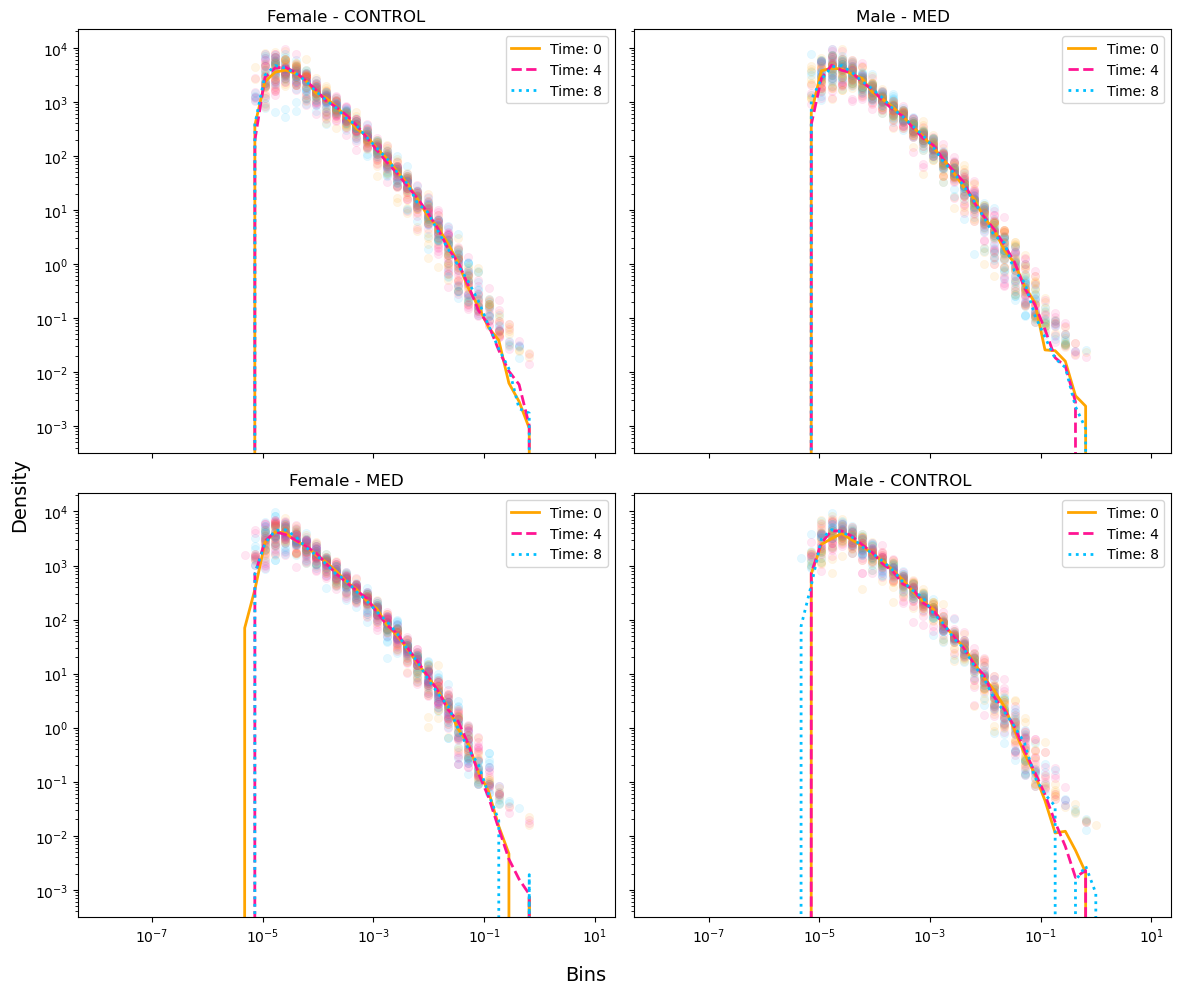 Female - CONTROL
Male - MED
10⁴
10³
10²
10¹
10⁰
10⁻¹
10⁻²
10⁻³
Time: 0
Time: 4
Time: 8
Time: 0
Time: 4
Time: 8
Density
Female - MED
Male - CONTROL
10⁴
10³
10²
10¹
10⁰
10⁻¹
10⁻²
10⁻³
Time: 0
Time: 4
Time: 8
Time: 0
Time: 4
Time: 8
10⁻⁷ 10⁻⁵ 10⁻³ 10⁻¹ 10¹
10⁻⁷ 10⁻⁵ 10⁻³ 10⁻¹ 10¹
Bins